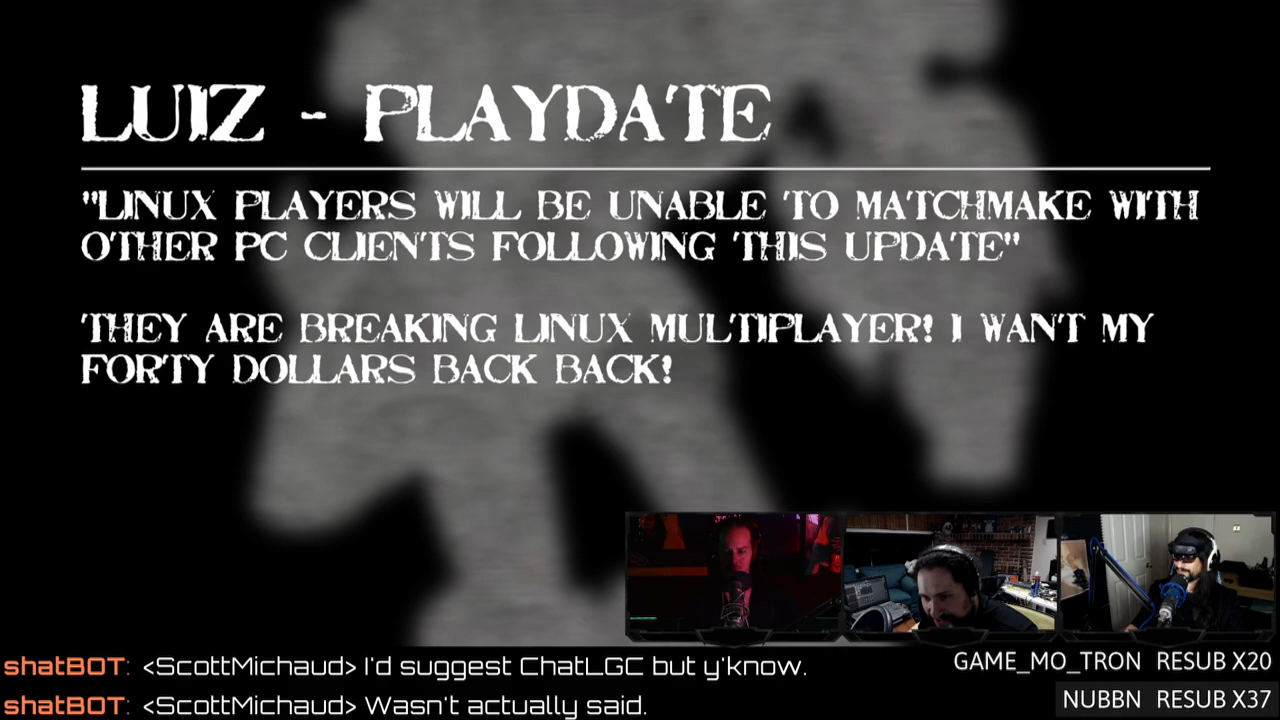 LUIZ - PLAYDATE
"LINUX PLAYERS WILL BE UNABLE TO MATCHMAKE WITH
OTHER PC CLIENTS FOLLOWING THIS UPDATE"
THEY ARE BREAKING LINUX MULTIPLAYER! I WANT MY
FORTY DOLLARS BACK BACK!
shatBOT: <ScottMichaud> I'd suggest ChatLGC but y'know.
shatBOT: <ScottMichaud> Wasn't actually said.
GAME_MO_TRON RESUB X20
NUBBN RESUB X37